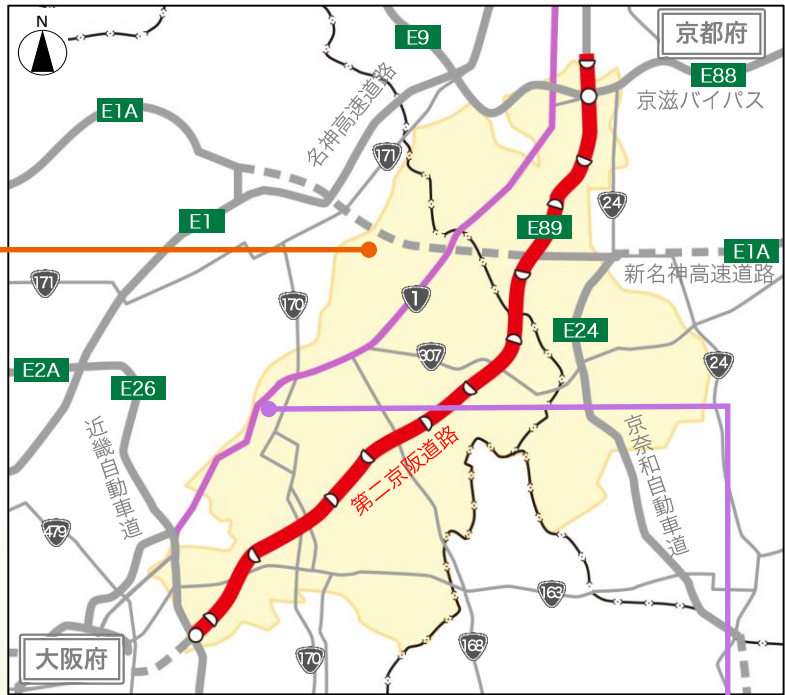 N
E9
京都府
E88
京滋バイパス
E1A
名神高速道路
171
24
E1
E89
E1A
新名神高速道路
171
170
1
E24
307
24
E2A
E26
近畿自動車道
第二京阪道路
京奈和自動車道
479
163
大阪府
170
168